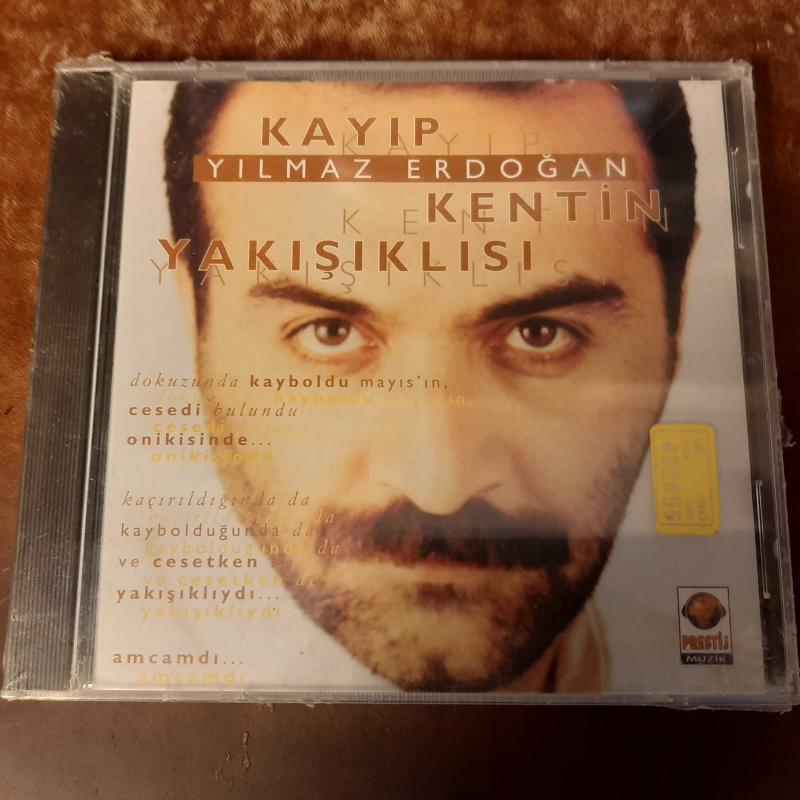 KAYIP
YILMAZ ERDOĞAN
KENTİN
YAKIŞIKLISI
dokuzunda kayboldu mayıs'ın,
cesedi bulundu
onikisinde...
kaçırıldığında da
kaybolduğunda da
ve cesetken
yakışıklıydı...
amcamdı...
PRESTİJ
MÜZİK